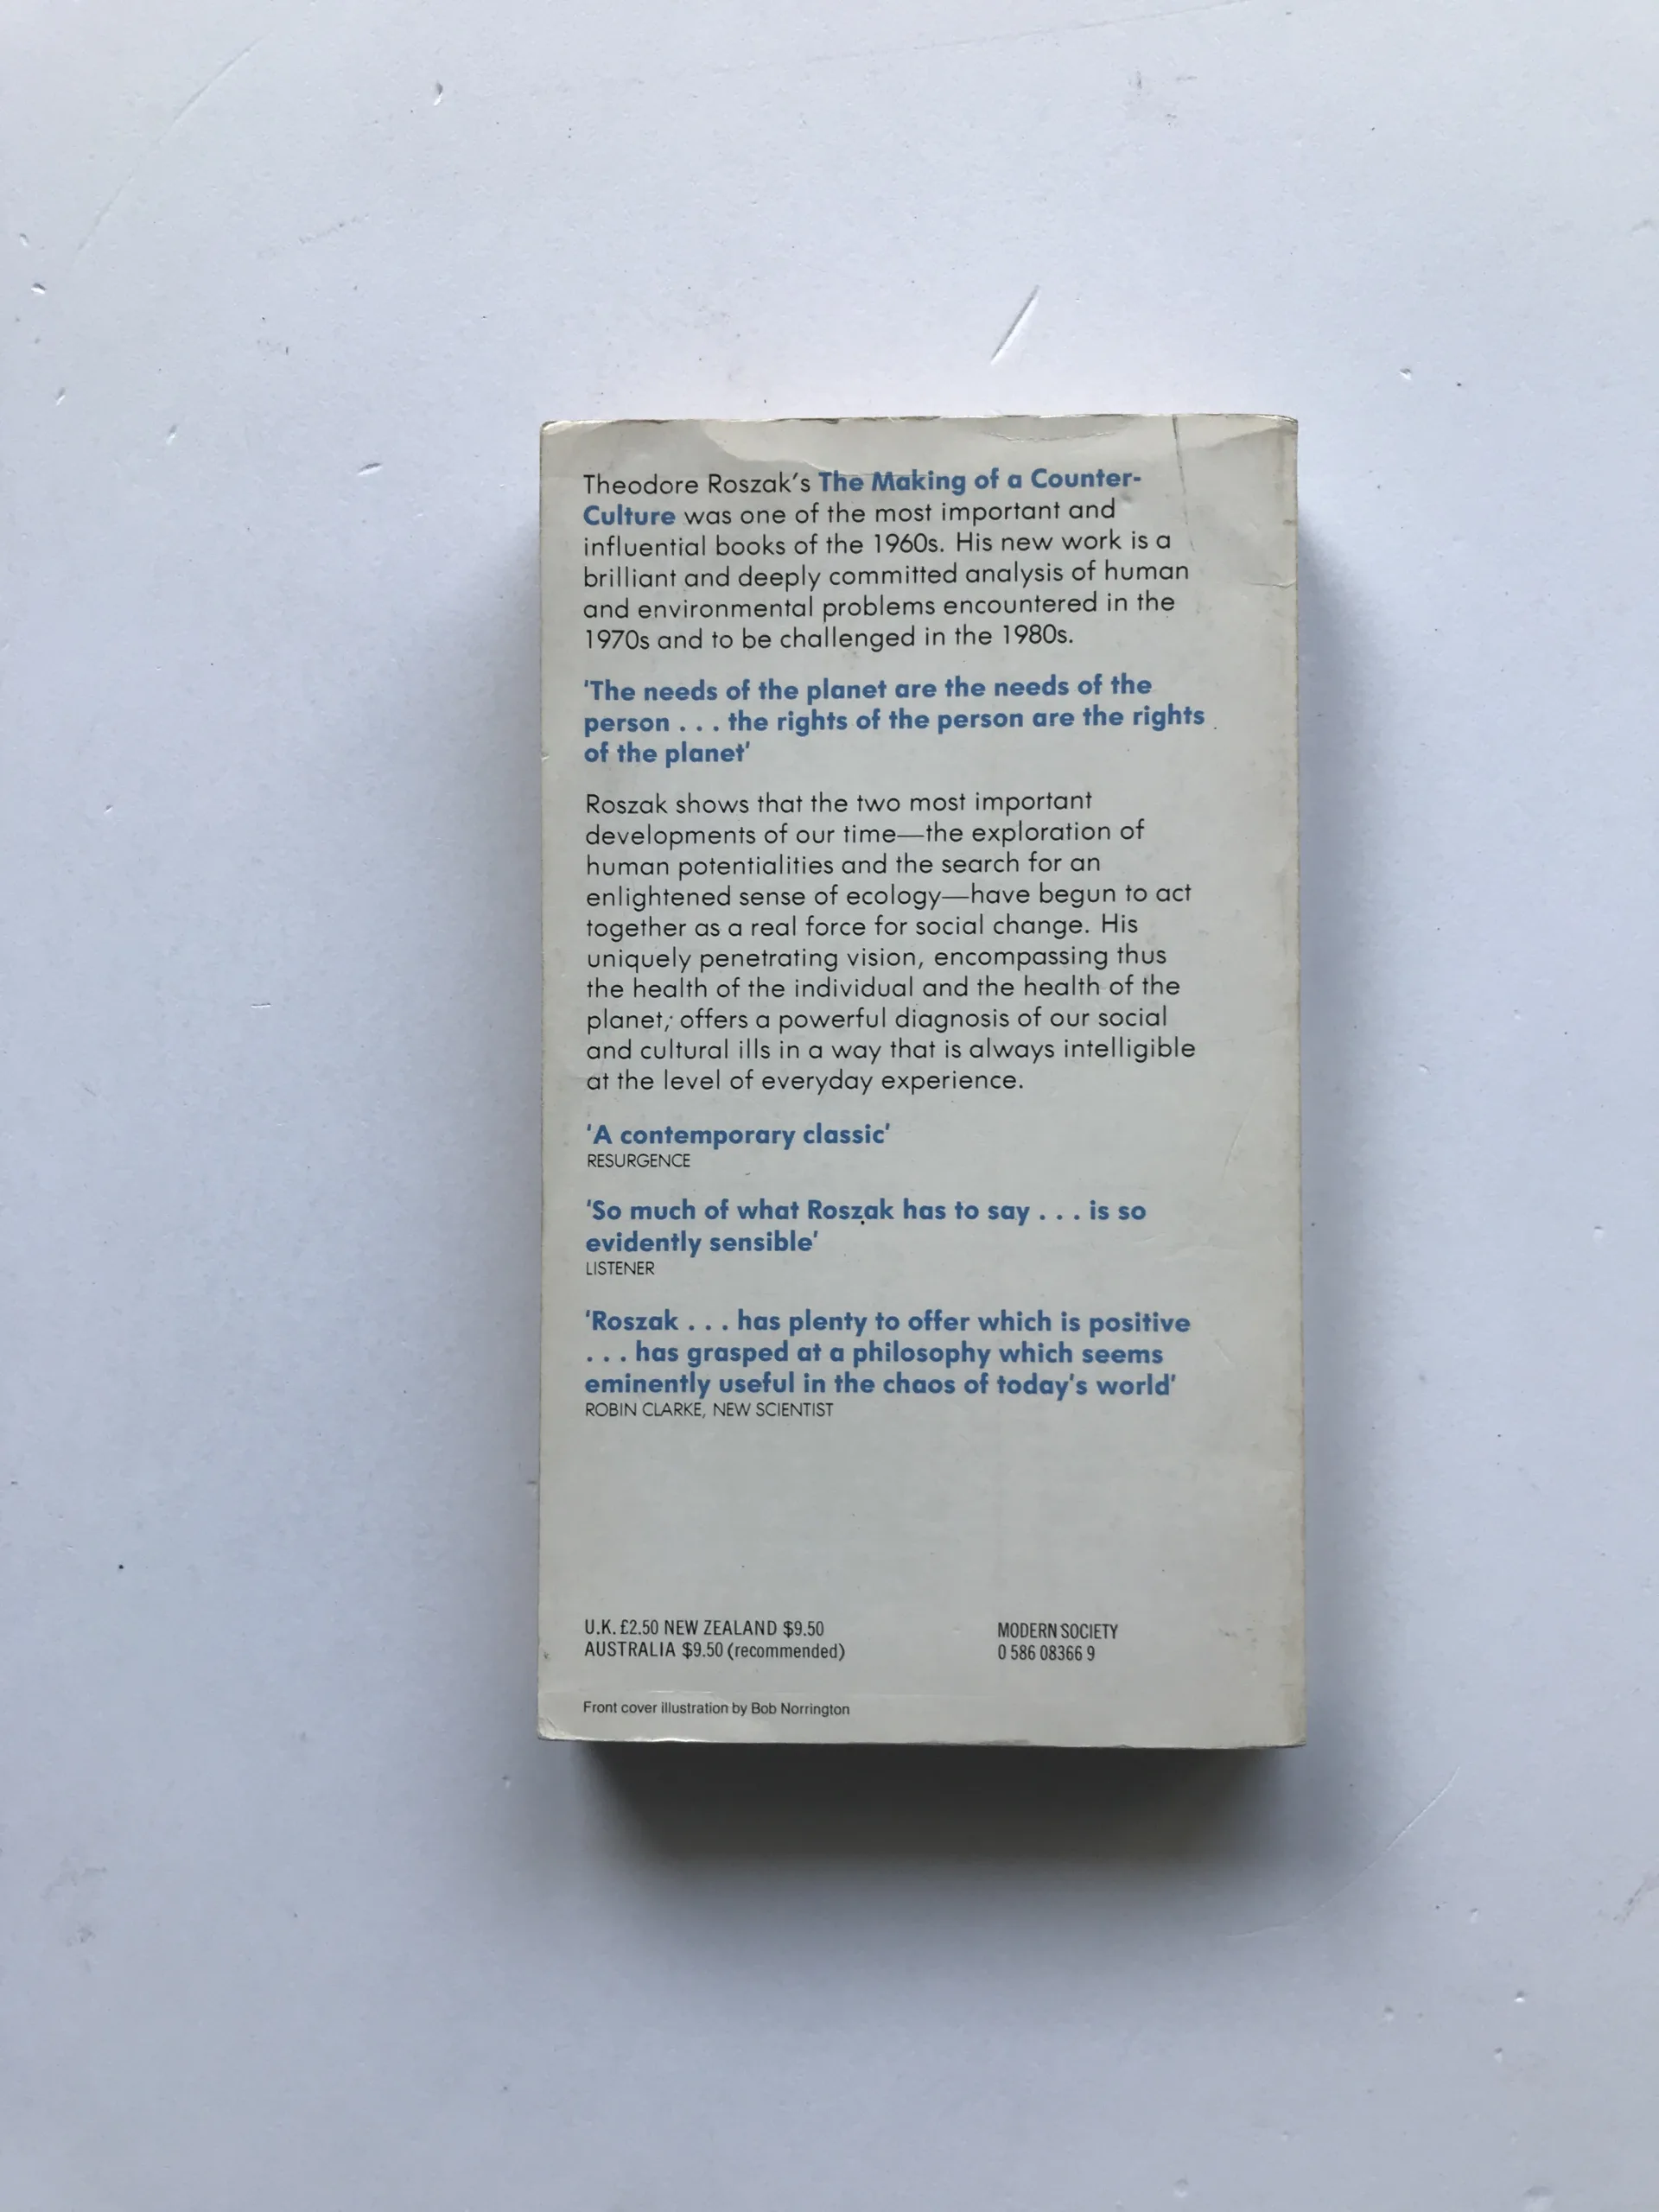 Theodore Roszak's The Making of a Counter-
Culture was one of the most important and
influential books of the 1960s. His new work is a
brilliant and deeply committed analysis of human
and environmental problems encountered in the
1970s and to be challenged in the 1980s.
'The needs of the planet are the needs of the
person . . . the rights of the person are the rights
of the planet'
Roszak shows that the two most important
developments of our time—the exploration of
human potentialities and the search for an
enlightened sense of ecology—have begun to act
together as a real force for social change. His
uniquely penetrating vision, encompassing thus
the health of the individual and the health of the
planet, offers a powerful diagnosis of our social
and cultural ills in a way that is always intelligible
at the level of everyday experience.
'A contemporary classic'
RESURGENCE
'So much of what Roszak has to say . . . is so
evidently sensible'
LISTENER
'Roszak . . . has plenty to offer which is positive
. . . has grasped at a philosophy which seems
eminently useful in the chaos of today's world'
ROBIN CLARKE, NEW SCIENTIST
U.K. £2.50 NEW ZEALAND $9.50
AUSTRALIA $9.50 (recommended)
MODERN SOCIETY
0 586 08366 9
Front cover illustration by Bob Norrington